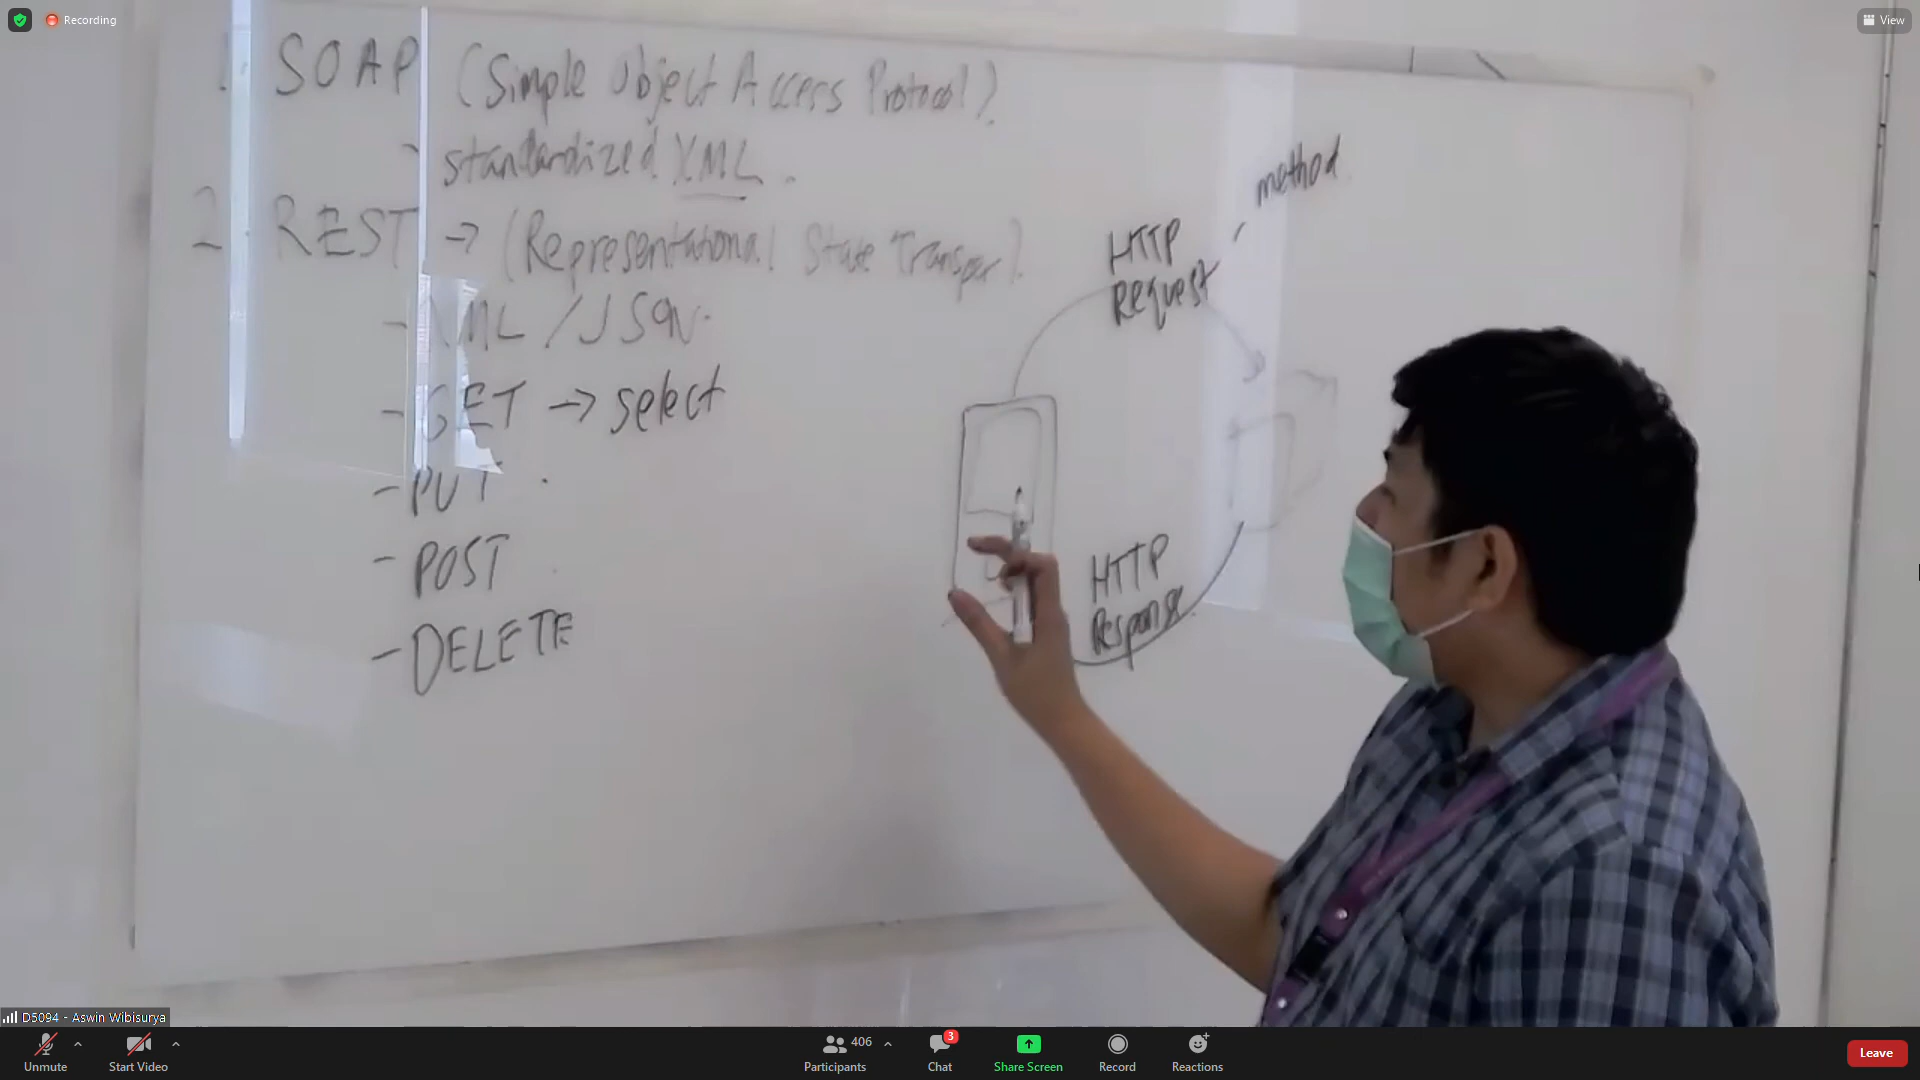 Recording
View
1. SOAP (Simple Object Access Protocol).
- standardized XML.
2. REST → (Representational State Transper).
- XML / JSON.
- GET → select
- PUT
- POST
- DELETE
method
HTTP
Request
HTTP
Response
D5094 - Aswin Wibisurya
Unmute
Start Video
406
Participants
3
Chat
Share Screen
Record
Reactions
Leave